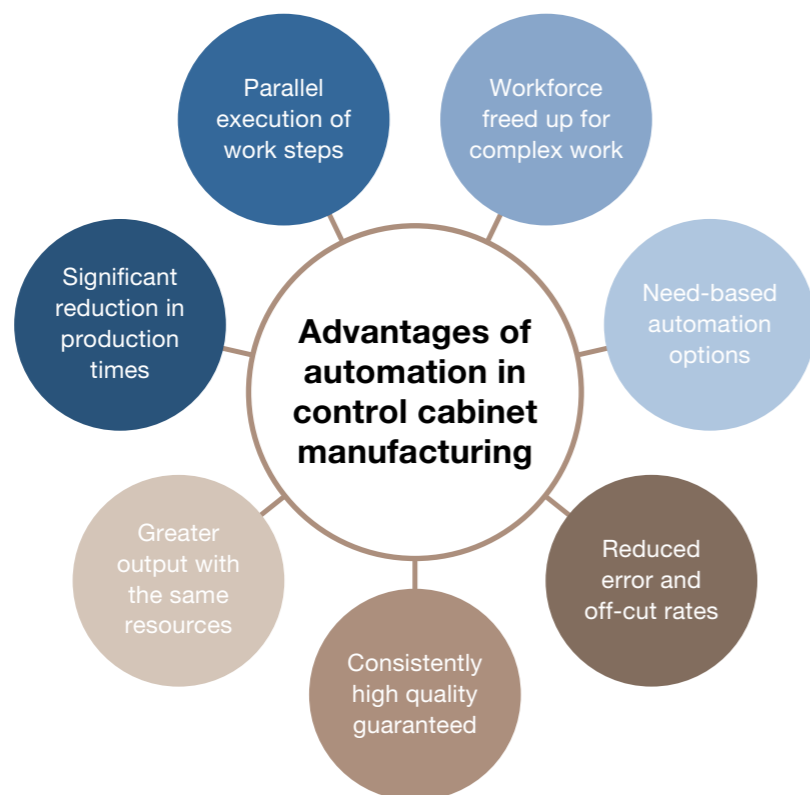 Parallel
execution of
work steps
Workforce
freed up for
complex work
Significant
reduction in
production
times
Advantages of
automation in
control cabinet
manufacturing
Need-based
automation
options
Greater
output with
the same
resources
Reduced
error and
off-cut rates
Consistently
high quality
guaranteed